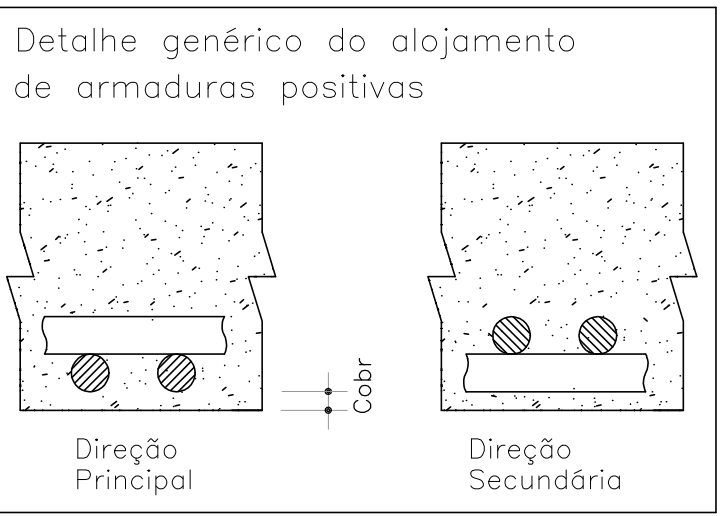 Detalhe genérico do alojamento
de armaduras positivas
Cobr
Direção
Principal
Direção
Secundária